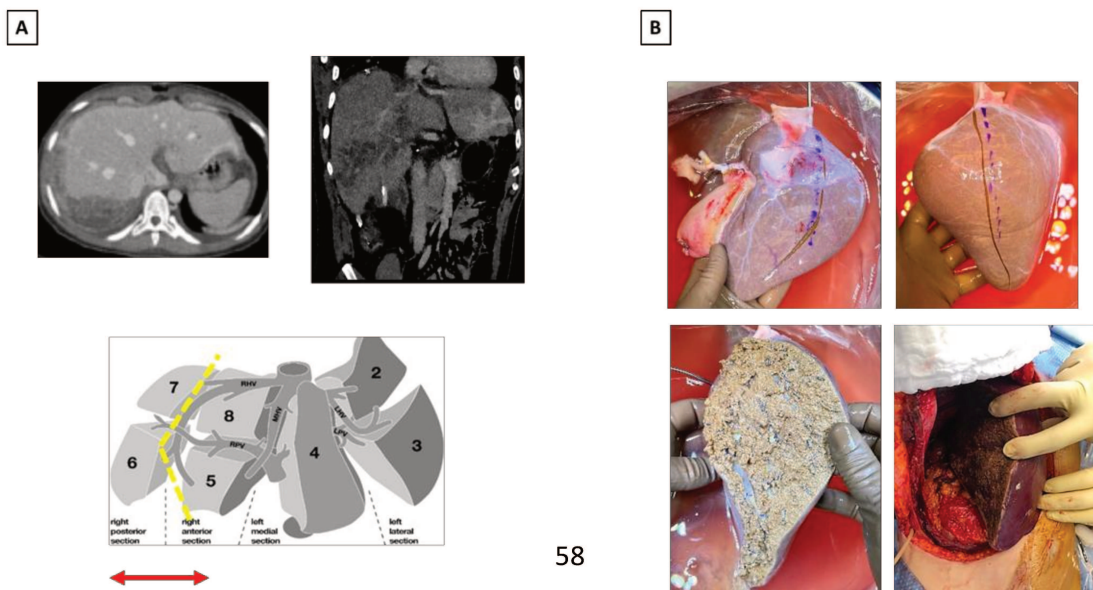 A
B
7
8
6
5
4
2
3
RHV
MHV
LHV
LPV
RPV
right
posterior
section
right
anterior
section
left
medial
section
left
lateral
section
58